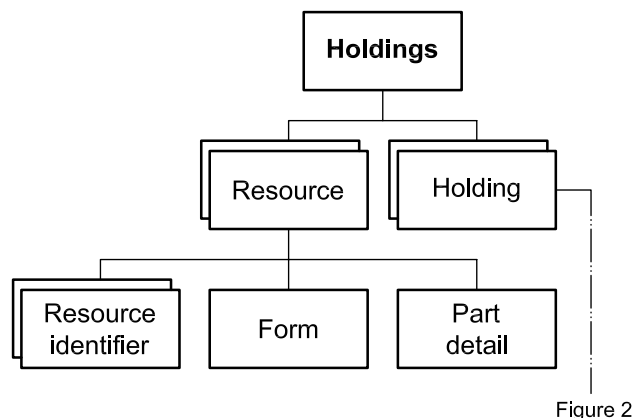 Holdings
Resource
Holding
Resource
identifier
Form
Part
detail
Figure 2